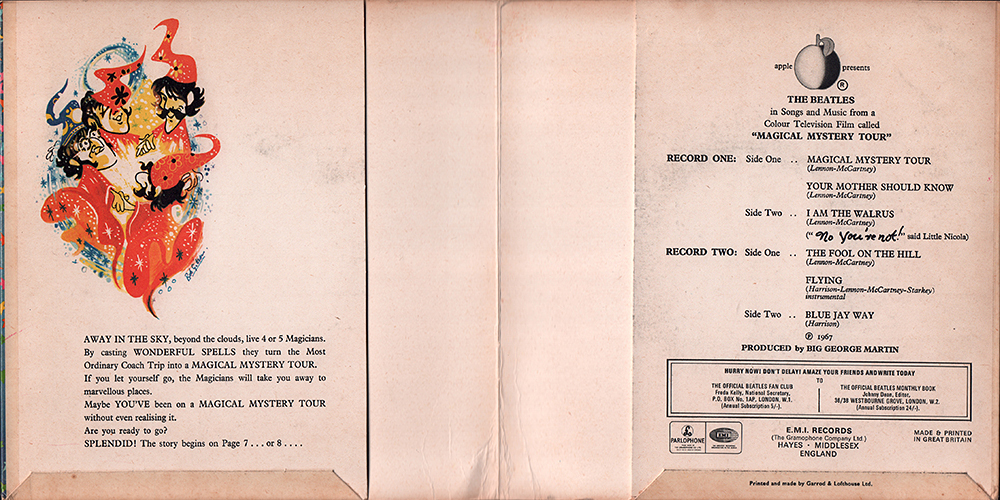 Bob Gibson
AWAY IN THE SKY, beyond the clouds, live 4 or 5 Magicians.
By casting WONDERFUL SPELLS they turn the Most
Ordinary Coach Trip into a MAGICAL MYSTERY TOUR.
If you let yourself go, the Magicians will take you away to
marvellous places.
Maybe YOU'VE been on a MAGICAL MYSTERY TOUR
without even realising it.
Are you ready to go?
SPLENDID! The story begins on Page 7 . . . or 8 . . . .
apple presents
®
THE BEATLES
in Songs and Music from a
Colour Television Film called
"MAGICAL MYSTERY TOUR"
RECORD ONE: Side One .. MAGICAL MYSTERY TOUR
(Lennon-McCartney)
YOUR MOTHER SHOULD KNOW
(Lennon-McCartney)
Side Two .. I AM THE WALRUS
(Lennon-McCartney)
("No you're not!" said Little Nicola)
RECORD TWO: Side One .. THE FOOL ON THE HILL
(Lennon-McCartney)
FLYING
(Harrison-Lennon-McCartney-Starkey)
instrumental
Side Two .. BLUE JAY WAY
(Harrison)
℗ 1967
PRODUCED by BIG GEORGE MARTIN
HURRY NOW! DON'T DELAY! AMAZE YOUR FRIENDS AND WRITE TODAY
TO
THE OFFICIAL BEATLES FAN CLUB
Freda Kelly, National Secretary,
P.O. BOX No. 1AP, LONDON, W.1.
(Annual Subscription 5/-).
THE OFFICIAL BEATLES MONTHLY BOOK
Johnny Dean, Editor,
36/38 WESTBOURNE GROVE, LONDON, W.2.
(Annual Subscription 24/-).
PARLOPHONE
EMI
E.M.I. RECORDS
(The Gramophone Company Ltd.)
HAYES · MIDDLESEX
ENGLAND
MADE & PRINTED
IN GREAT BRITAIN
Printed and made by Garrod & Lofthouse Ltd.